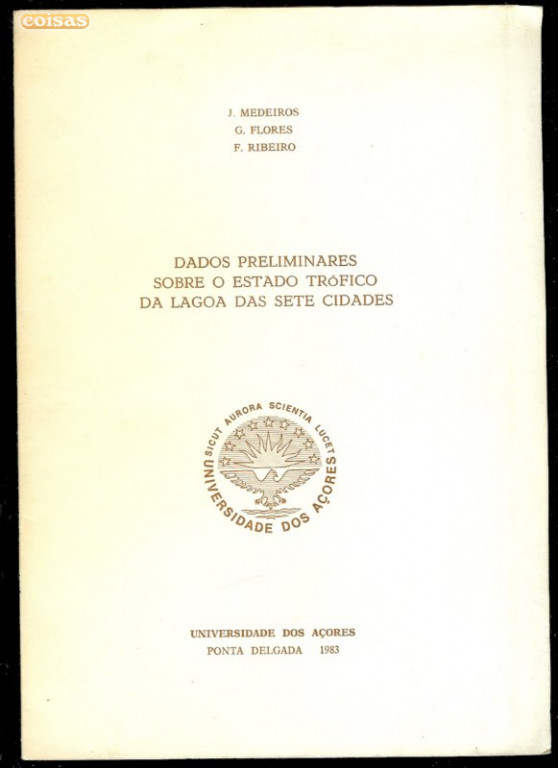 coisas
J. MEDEIROS
G. FLORES
F. RIBEIRO
DADOS PRELIMINARES
SOBRE O ESTADO TRóFICO
DA LAGOA DAS SETE CIDADES
SICUT AURORA SCIENTIA LUCET
UNIVERSIDADE DOS AÇORES
UNIVERSIDADE DOS AÇORES
PONTA DELGADA 1983